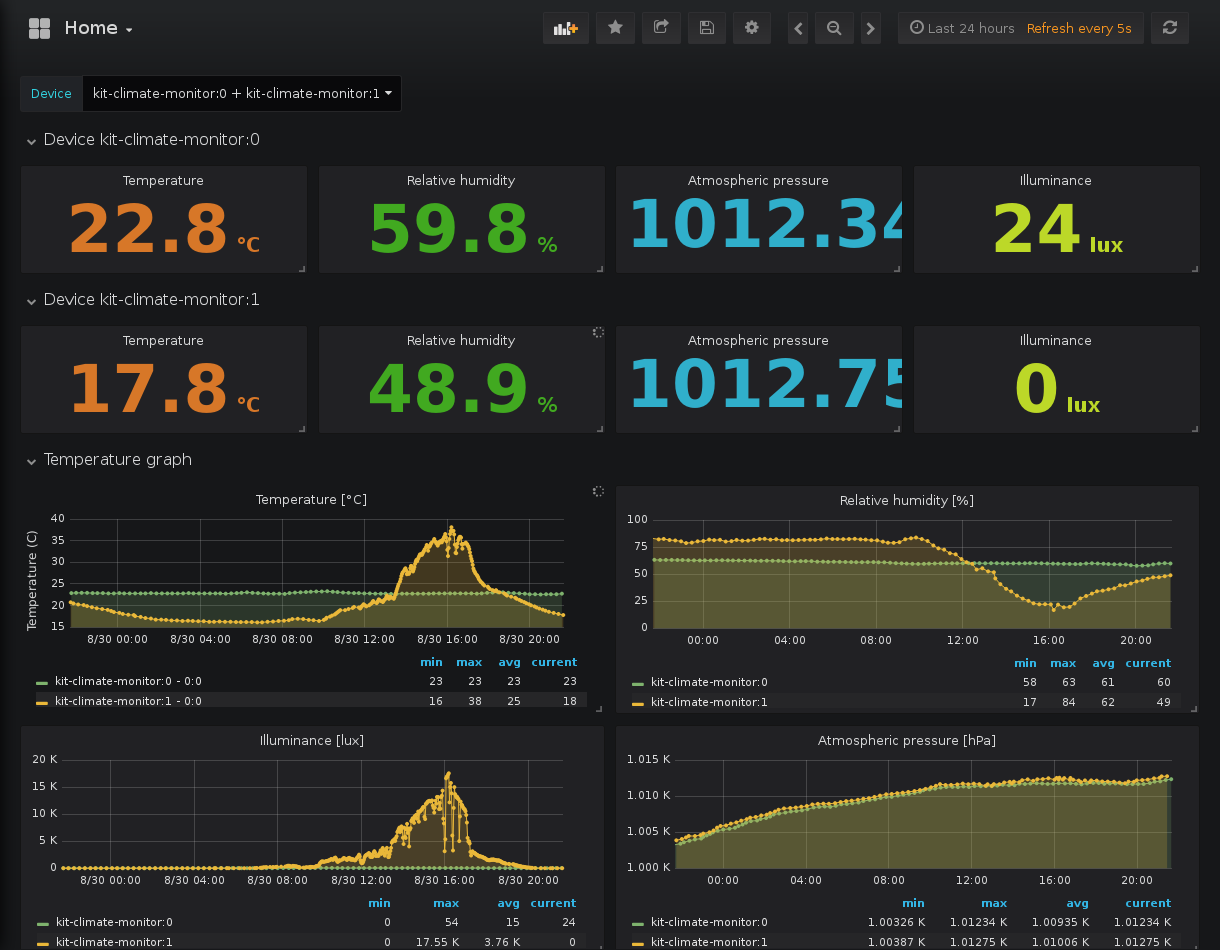 Home
Last 24 hours Refresh every 5s
Device kit-climate-monitor:0 + kit-climate-monitor:1
Device kit-climate-monitor:0
Temperature Relative humidity Atmospheric pressure Illuminance
22.8 °C 59.8 % 1012.34 24 lux
Device kit-climate-monitor:1
Temperature Relative humidity Atmospheric pressure Illuminance
17.8 °C 48.9 % 1012.75 0 lux
Temperature graph
Temperature [°C]
Temperature (C)
40
35
30
25
20
15
8/30 00:00 8/30 04:00 8/30 08:00 8/30 12:00 8/30 16:00 8/30 20:00
min max avg current
kit-climate-monitor:0 - 0:0 23 23 23 23
kit-climate-monitor:1 - 0:0 16 38 25 18
Relative humidity [%]
100
75
50
25
0
00:00 04:00 08:00 12:00 16:00 20:00
min max avg current
kit-climate-monitor:0 58 63 61 60
kit-climate-monitor:1 17 84 62 49
Illuminance [lux]
20 K
15 K
10 K
5 K
0
8/30 00:00 8/30 04:00 8/30 08:00 8/30 12:00 8/30 16:00 8/30 20:00
min max avg current
kit-climate-monitor:0 0 54 15 24
kit-climate-monitor:1 0 17.55 K 3.76 K 0
Atmospheric pressure [hPa]
1.015 K
1.010 K
1.005 K
1.000 K
00:00 04:00 08:00 12:00 16:00 20:00
min max avg current
kit-climate-monitor:0 1.00326 K 1.01234 K 1.00935 K 1.01234 K
kit-climate-monitor:1 1.00387 K 1.01275 K 1.01006 K 1.01275 K